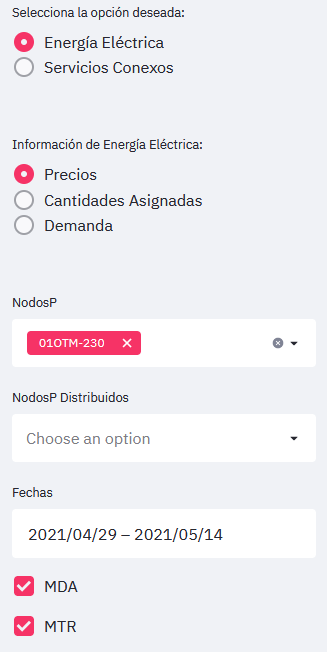 Selecciona la opción deseada:
Energía Eléctrica
Servicios Conexos
Información de Energía Eléctrica:
Precios
Cantidades Asignadas
Demanda
NodosP
01OTM-230
NodosP Distribuidos
Choose an option
Fechas
2021/04/29 – 2021/05/14
MDA
MTR